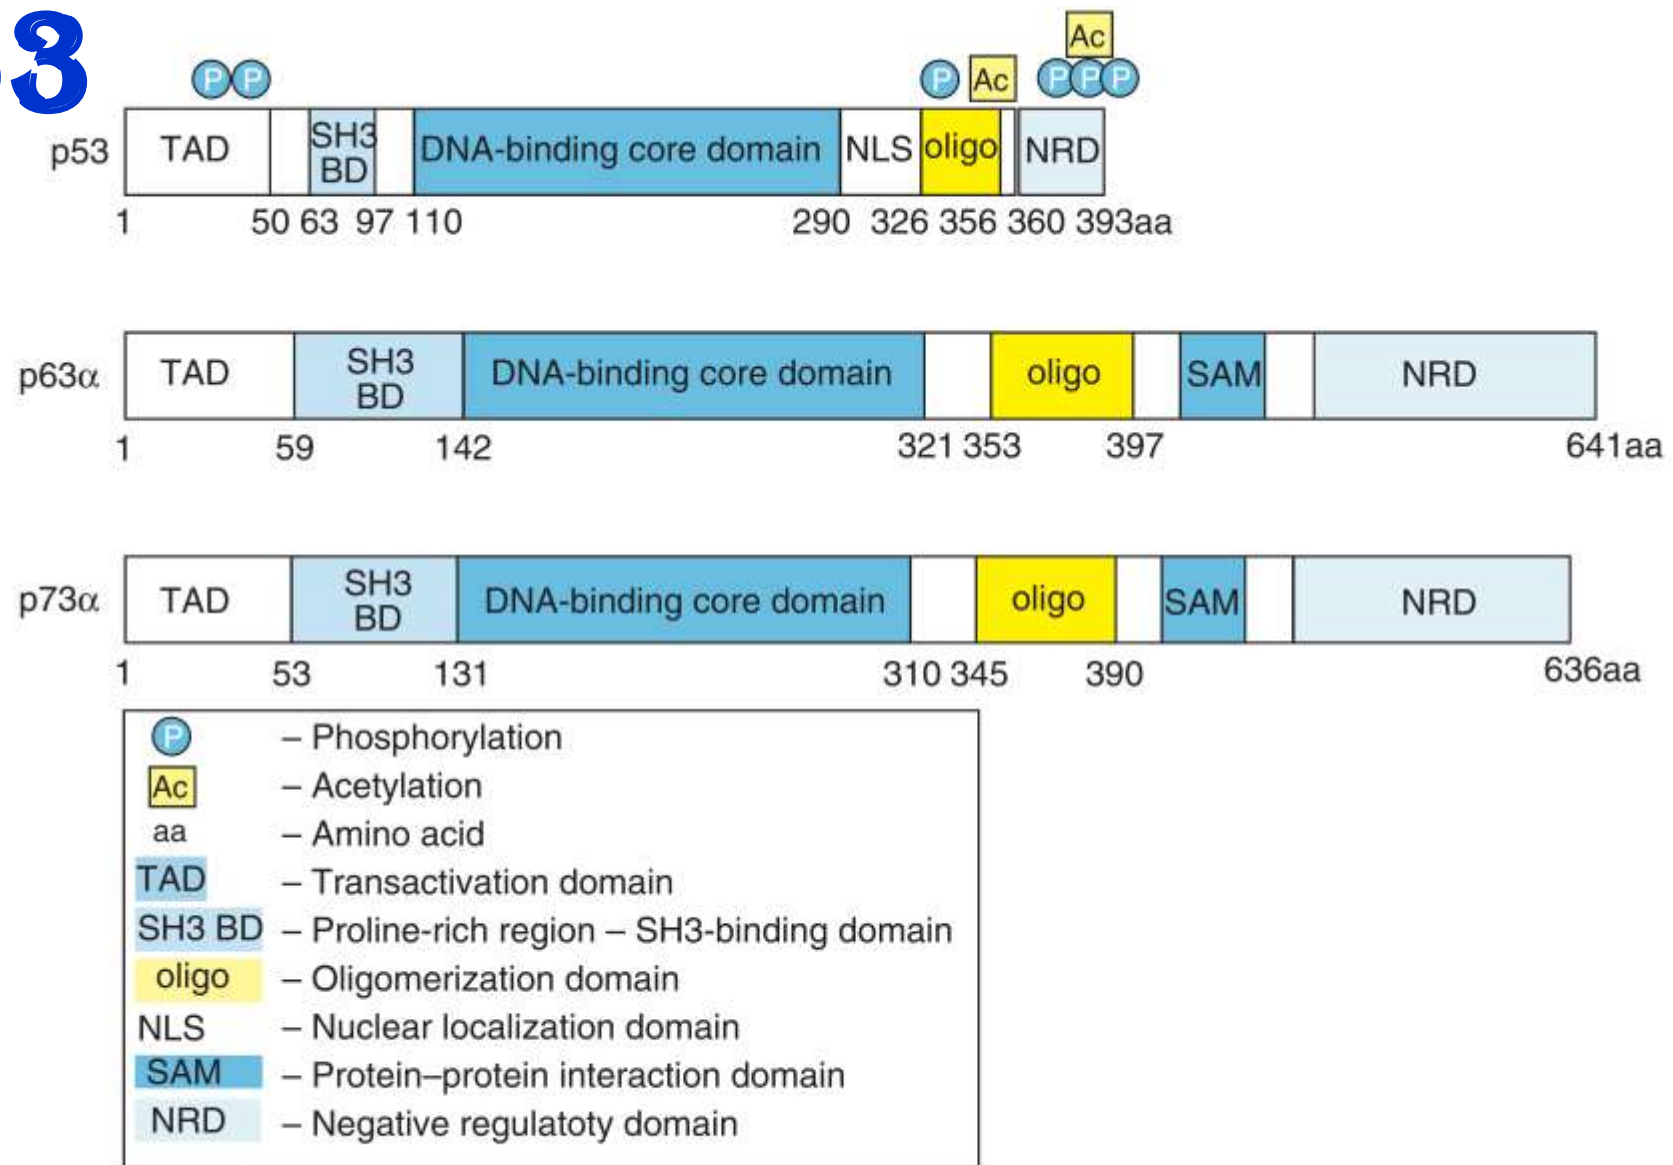 3
P P P Ac P P P Ac
p53 TAD SH3 BD DNA-binding core domain NLS oligo NRD
1 50 63 97 110 290 326 356 360 393aa
p63α TAD SH3 BD DNA-binding core domain oligo SAM NRD
1 59 142 321 353 397 641aa
p73α TAD SH3 BD DNA-binding core domain oligo SAM NRD
1 53 131 310 345 390 636aa
P – Phosphorylation
Ac – Acetylation
aa – Amino acid
TAD – Transactivation domain
SH3 BD – Proline-rich region – SH3-binding domain
oligo – Oligomerization domain
NLS – Nuclear localization domain
SAM – Protein–protein interaction domain
NRD – Negative regulatoty domain